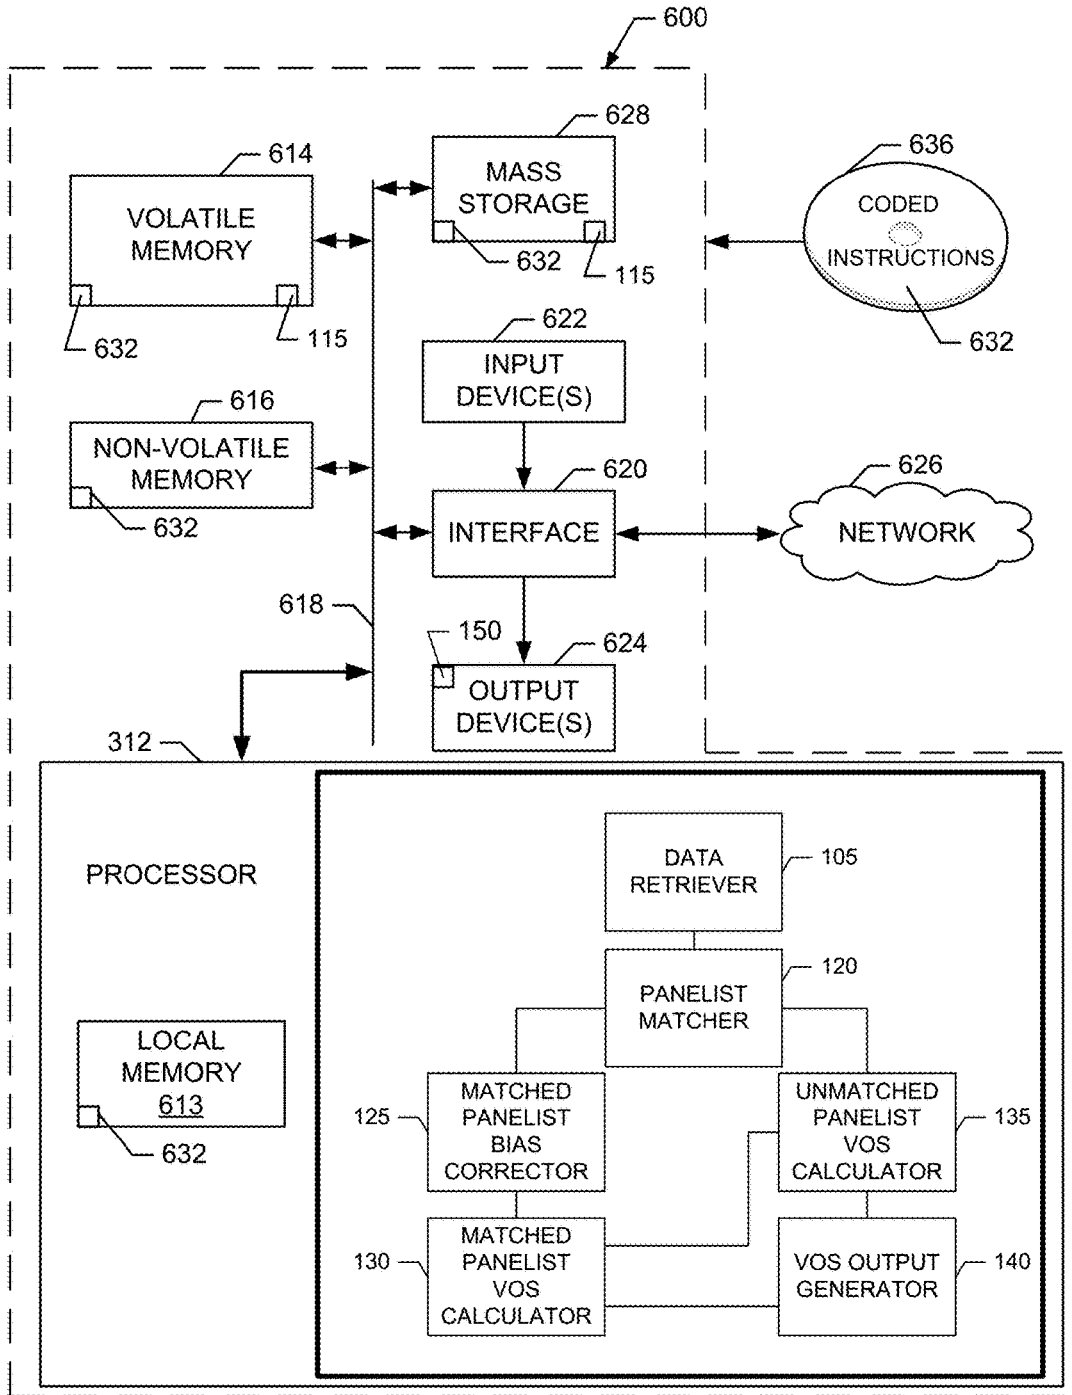 600
628
614
636
MASS
STORAGE
VOLATILE
MEMORY
CODED
INSTRUCTIONS
632
115
632
115
632
622
INPUT
DEVICE(S)
616
NON-VOLATILE
MEMORY
632
620
INTERFACE
626
NETWORK
618
150
624
OUTPUT
DEVICE(S)
312
PROCESSOR
DATA
RETRIEVER
105
PANELIST
MATCHER
120
LOCAL
MEMORY
613
632
125
MATCHED
PANELIST
BIAS
CORRECTOR
UNMATCHED
PANELIST
VOS
CALCULATOR
135
130
MATCHED
PANELIST
VOS
CALCULATOR
VOS OUTPUT
GENERATOR
140